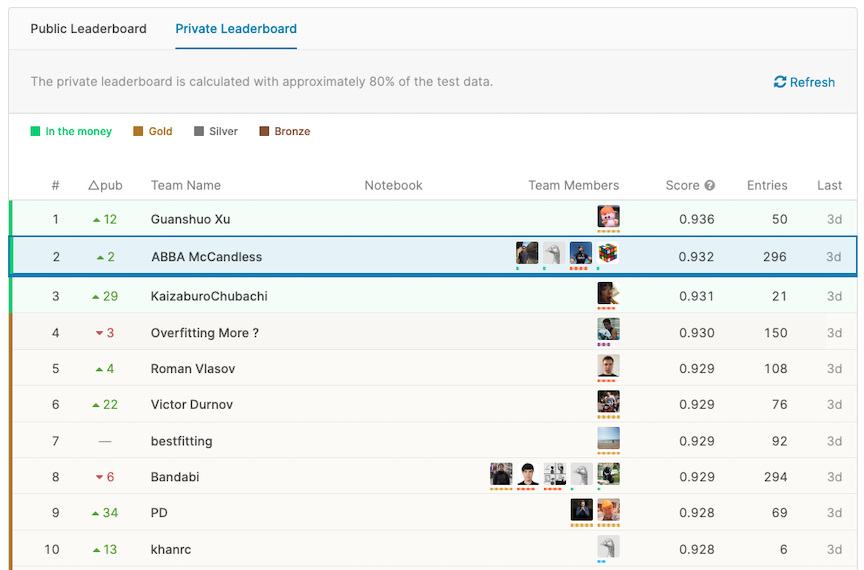 Public Leaderboard Private Leaderboard
The private leaderboard is calculated with approximately 80% of the test data. Refresh
In the money Gold Silver Bronze
# △pub Team Name Notebook Team Members Score ? Entries Last
1 ▲ 12 Guanshuo Xu 0.936 50 3d
2 ▲ 2 ABBA McCandless 0.932 296 3d
3 ▲ 29 KaizaburoChubachi 0.931 21 3d
4 ▼ 3 Overfitting More ? 0.930 150 3d
5 ▲ 4 Roman Vlasov 0.929 108 3d
6 ▲ 22 Victor Durnov 0.929 76 3d
7 — bestfitting 0.929 92 3d
8 ▼ 6 Bandabi 0.929 294 3d
9 ▲ 34 PD 0.928 69 3d
10 ▲ 13 khanrc 0.928 6 3d